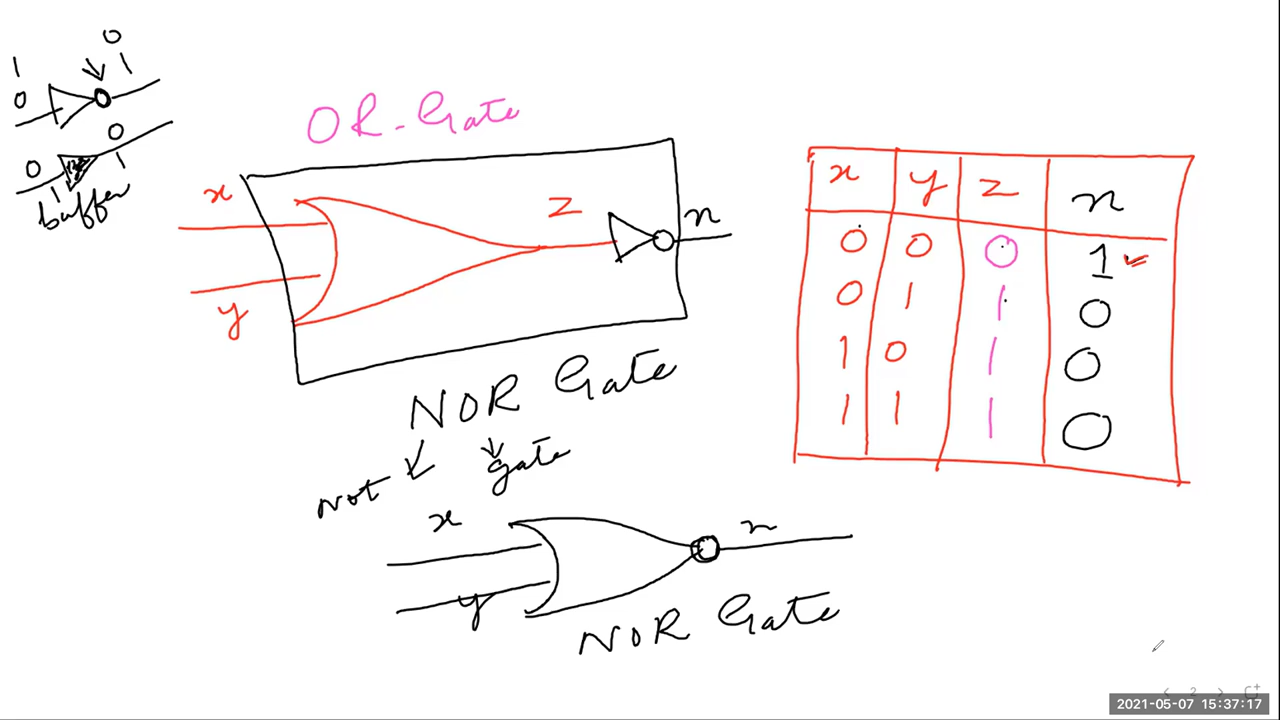 0
1 1
0
0
0 1
1
buffer
OR-Gate
x
z
n
y
NOR Gate
Not gate
x
n
y
NOR Gate
x y z n
0 0 0 1
0 1 1 0
1 0 1 0
1 1 1 0
2
2021-05-07 15:37:17